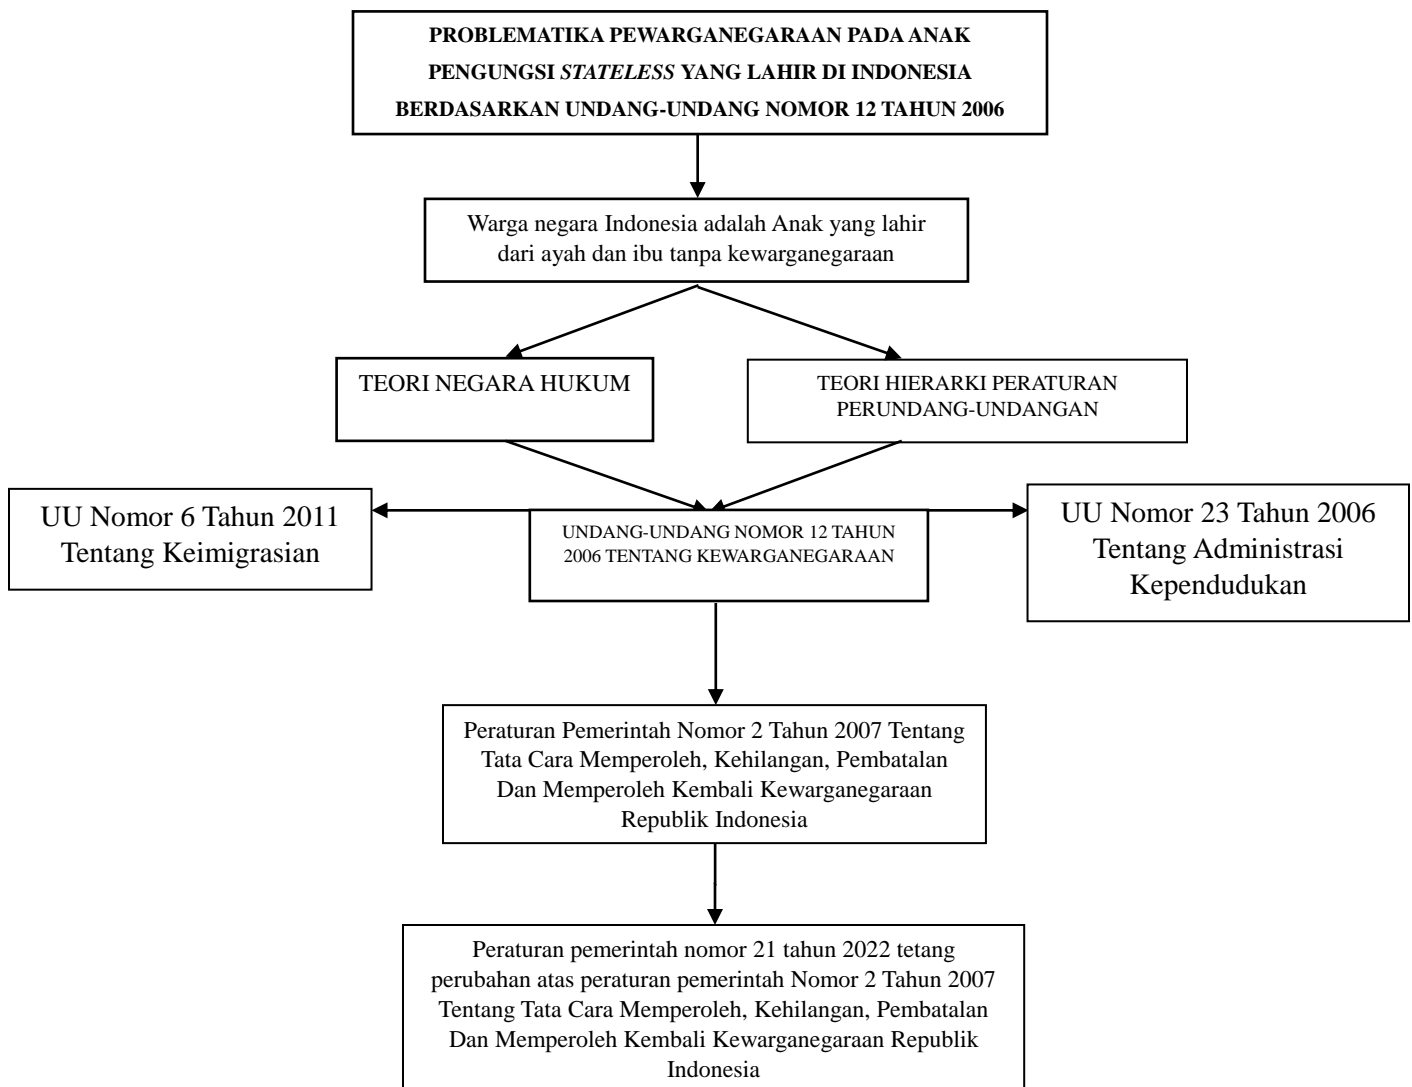 PROBLEMATIKA PEWARGANEGARAAN PADA ANAK
PENGUNGSI STATELESS YANG LAHIR DI INDONESIA
BERDASARKAN UNDANG-UNDANG NOMOR 12 TAHUN 2006
Warga negara Indonesia adalah Anak yang lahir
dari ayah dan ibu tanpa kewarganegaraan
TEORI NEGARA HUKUM
TEORI HIERARKI PERATURAN
PERUNDANG-UNDANGAN
UU Nomor 6 Tahun 2011
Tentang Keimigrasian
UNDANG-UNDANG NOMOR 12 TAHUN
2006 TENTANG KEWARGANEGARAAN
UU Nomor 23 Tahun 2006
Tentang Administrasi
Kependudukan
Peraturan Pemerintah Nomor 2 Tahun 2007 Tentang
Tata Cara Memperoleh, Kehilangan, Pembatalan
Dan Memperoleh Kembali Kewarganegaraan
Republik Indonesia
Peraturan pemerintah nomor 21 tahun 2022 tetang
perubahan atas peraturan pemerintah Nomor 2 Tahun 2007
Tentang Tata Cara Memperoleh, Kehilangan, Pembatalan
Dan Memperoleh Kembali Kewarganegaraan Republik
Indonesia